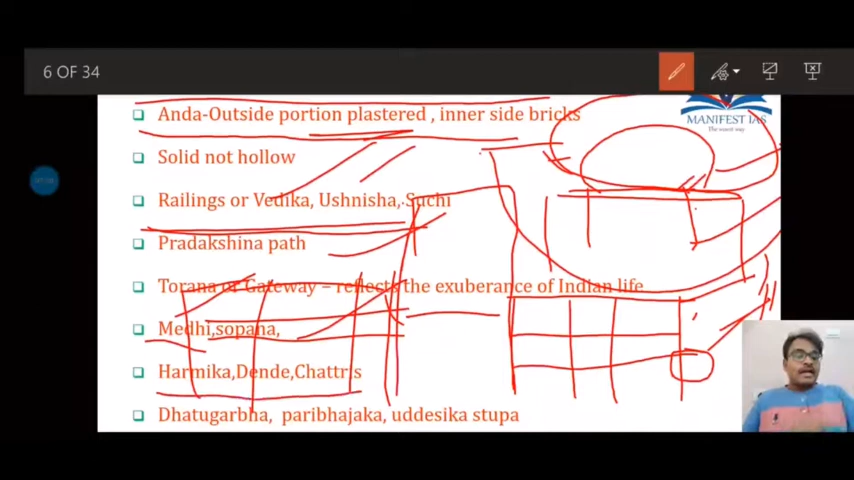 6 OF 34
Anda-Outside portion plastered , inner side bricks
MANIFEST IAS
Solid not hollow
Railings or Vedika, Ushnisha, Suchi
Pradakshina path
Torana or Gateway – reflects the exuberance of Indian life
Medhi,sopana,
Harmika,Dende,Chattris
Dhatugarbha, paribhajaka, uddesika stupa